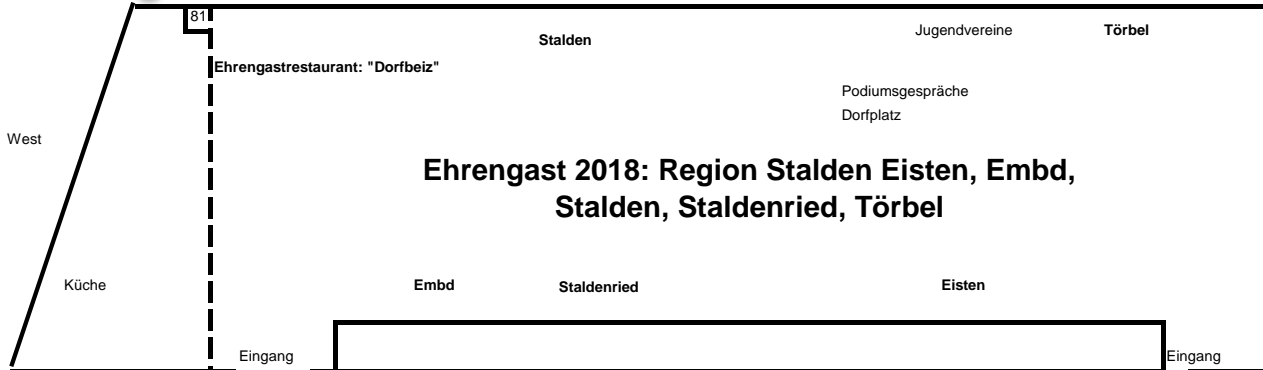 81
Stalden
Jugendvereine
Törbel
Ehrengastrestaurant: "Dorfbeiz"
Podiumsgespräche
Dorfplatz
West
Ehrengast 2018: Region Stalden Eisten, Embd,
Stalden, Staldenried, Törbel
Küche
Embd
Staldenried
Eisten
Eingang
Eingang